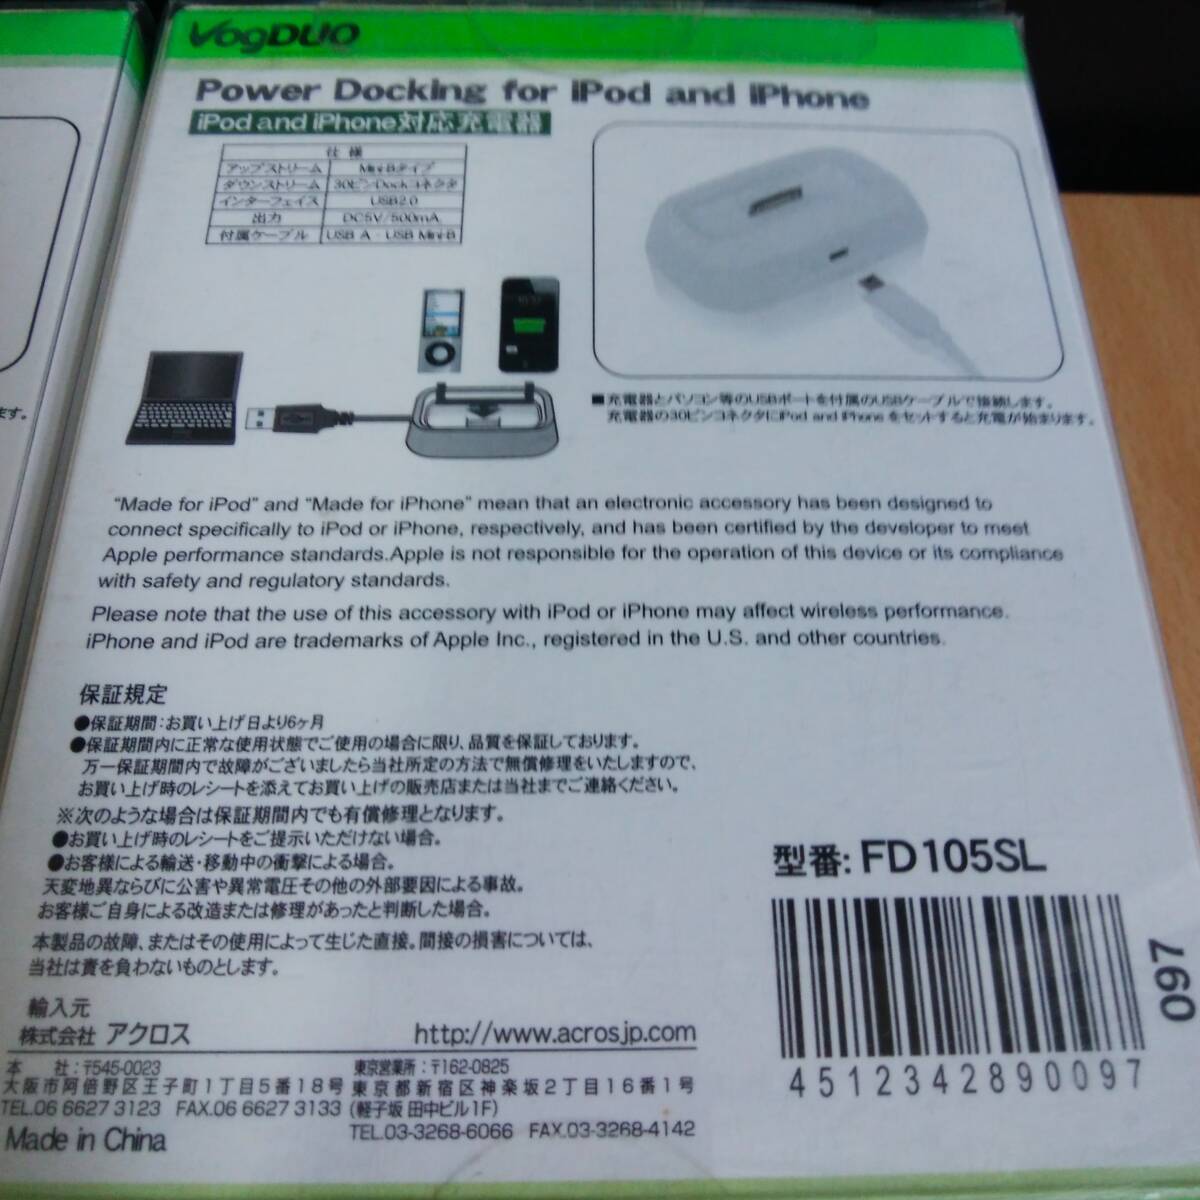 VogDUO
Power Docking for iPod and iPhone
iPod and iPhone対応充電器
仕様
アップストリーム Mini-Bタイプ
ダウンストリーム 30ピンDockコネクタ
インターフェイス USB2.0
出力 DC5V/500mA
付属ケーブル USB A - USB Mini-B
■充電器とパソコン等のUSBポートを付属のUSBケーブルで接続します。
充電器の30ピンコネクタにiPod and iPhoneをセットすると充電が始まります。
ます。
“Made for iPod” and “Made for iPhone” mean that an electronic accessory has been designed to
connect specifically to iPod or iPhone, respectively, and has been certified by the developer to meet
Apple performance standards.Apple is not responsible for the operation of this device or its compliance
with safety and regulatory standards.
Please note that the use of this accessory with iPod or iPhone may affect wireless performance.
iPhone and iPod are trademarks of Apple Inc., registered in the U.S. and other countries.
保証規定
●保証期間:お買い上げ日より6ヶ月
●保証期間内に正常な使用状態でご使用の場合に限り、品質を保証しております。
万一保証期間内で故障がございましたら当社所定の方法で無償修理をいたしますので、
お買い上げ時のレシートを添えてお買い上げの販売店または当社までご連絡ください。
※次のような場合は保証期間内でも有償修理となります。
●お買い上げ時のレシートをご提示いただけない場合。
●お客様による輸送・移動中の衝撃による場合。
天変地異ならびに公害や異常電圧その他の外部要因による事故。
お客様ご自身による改造または修理があったと判断した場合。
本製品の故障、またはその使用によって生じた直接。間接の損害については、
当社は責を負わないものとします。
輸入元
株式会社 アクロス http://www.acrosjp.com
本 社:〒545-0023
大阪市阿倍野区王子町1丁目5番18号
TEL.06 6627 3123 FAX.06 6627 3133
東京営業所:〒162-0825
東京都新宿区神楽坂2丁目16番1号
(軽子坂 田中ビル1F)
TEL.03-3268-6066 FAX.03-3268-4142
Made in China
型番: FD105SL
4512342890097
097